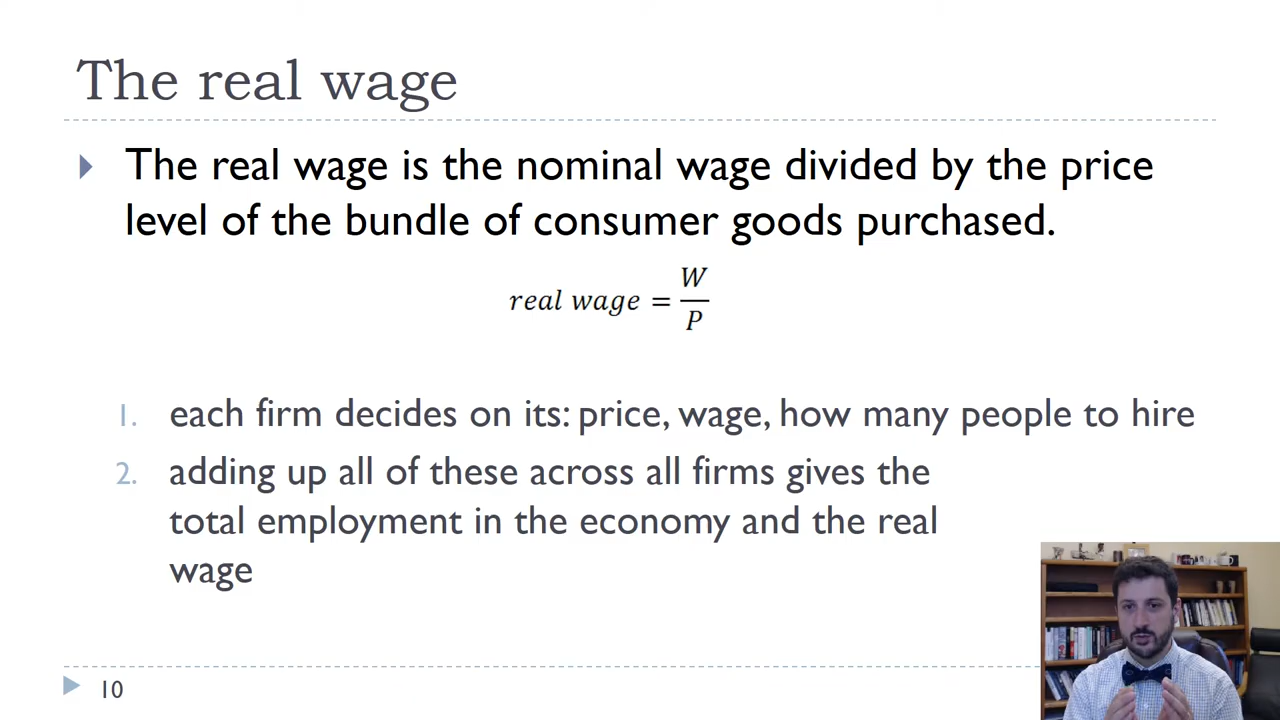 The real wage
The real wage is the nominal wage divided by the price
level of the bundle of consumer goods purchased.
real wage = W/P
1. each firm decides on its: price, wage, how many people to hire
2. adding up all of these across all firms gives the
total employment in the economy and the real
wage
10